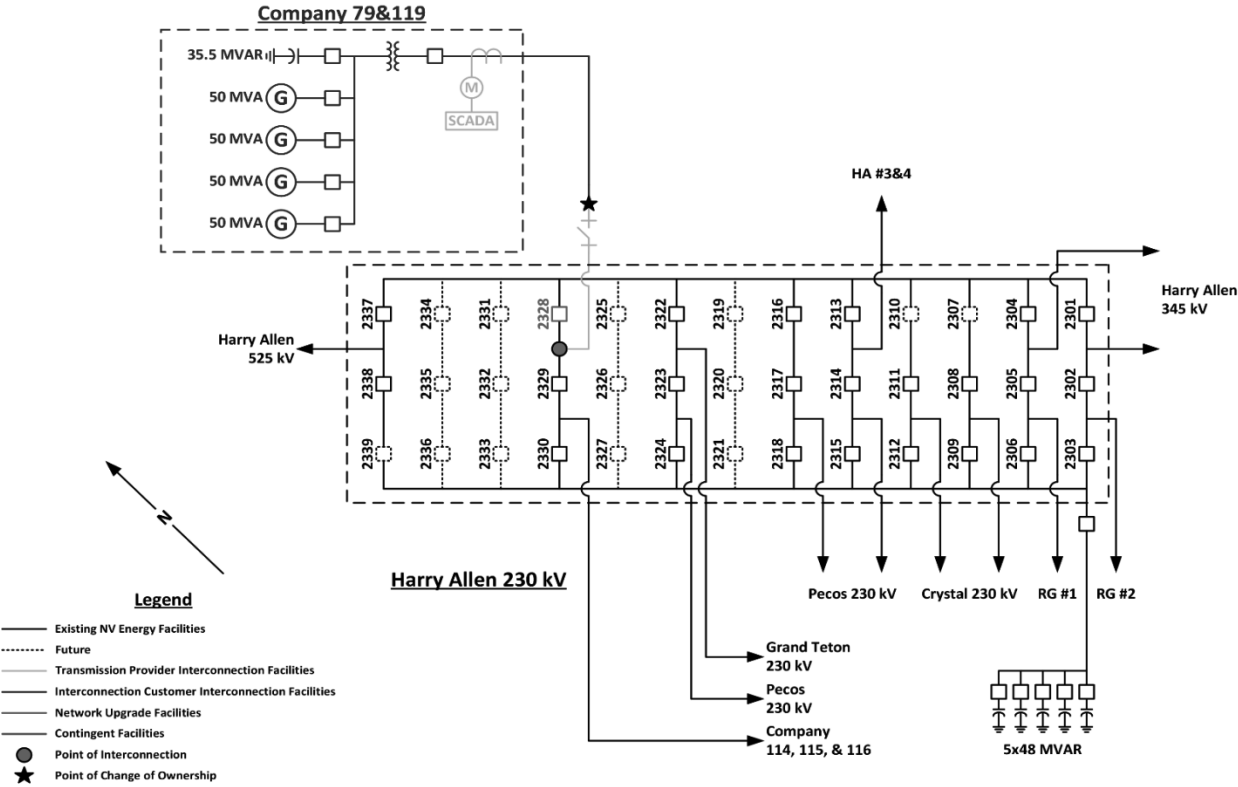 Company 79&119
35.5 MVAR
50 MVA G
50 MVA G
50 MVA G
50 MVA G
M
SCADA
HA #3&4
Harry Allen
345 kV
Harry Allen
525 kV
2337 2334 2331 2328 2325 2322 2319 2316 2313 2310 2307 2304 2301
2338 2335 2332 2329 2326 2323 2320 2317 2314 2311 2308 2305 2302
2339 2336 2333 2330 2327 2324 2321 2318 2315 2312 2309 2306 2303
N
Harry Allen 230 kV
Pecos 230 kV
Crystal 230 kV
RG #1
RG #2
Grand Teton
230 kV
Pecos
230 kV
Company
114, 115, & 116
5x48 MVAR
Legend
Existing NV Energy Facilities
Future
Transmission Provider Interconnection Facilities
Interconnection Customer Interconnection Facilities
Network Upgrade Facilities
Contingent Facilities
Point of Interconnection
Point of Change of Ownership